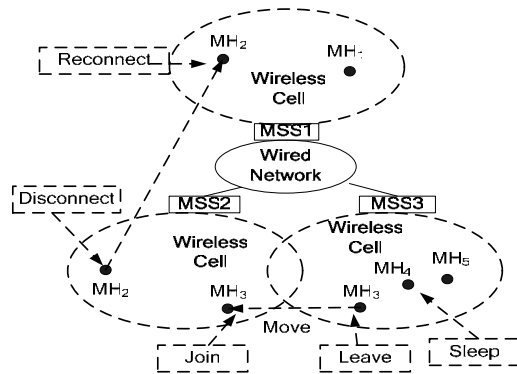 MH2
MH1
Reconnect
Wireless
Cell
MSS1
Wired
Network
Disconnect
MSS2
MSS3
Wireless
Cell
Wireless
Cell
MH2
MH3
MH3
MH4
MH5
Move
Join
Leave
Sleep